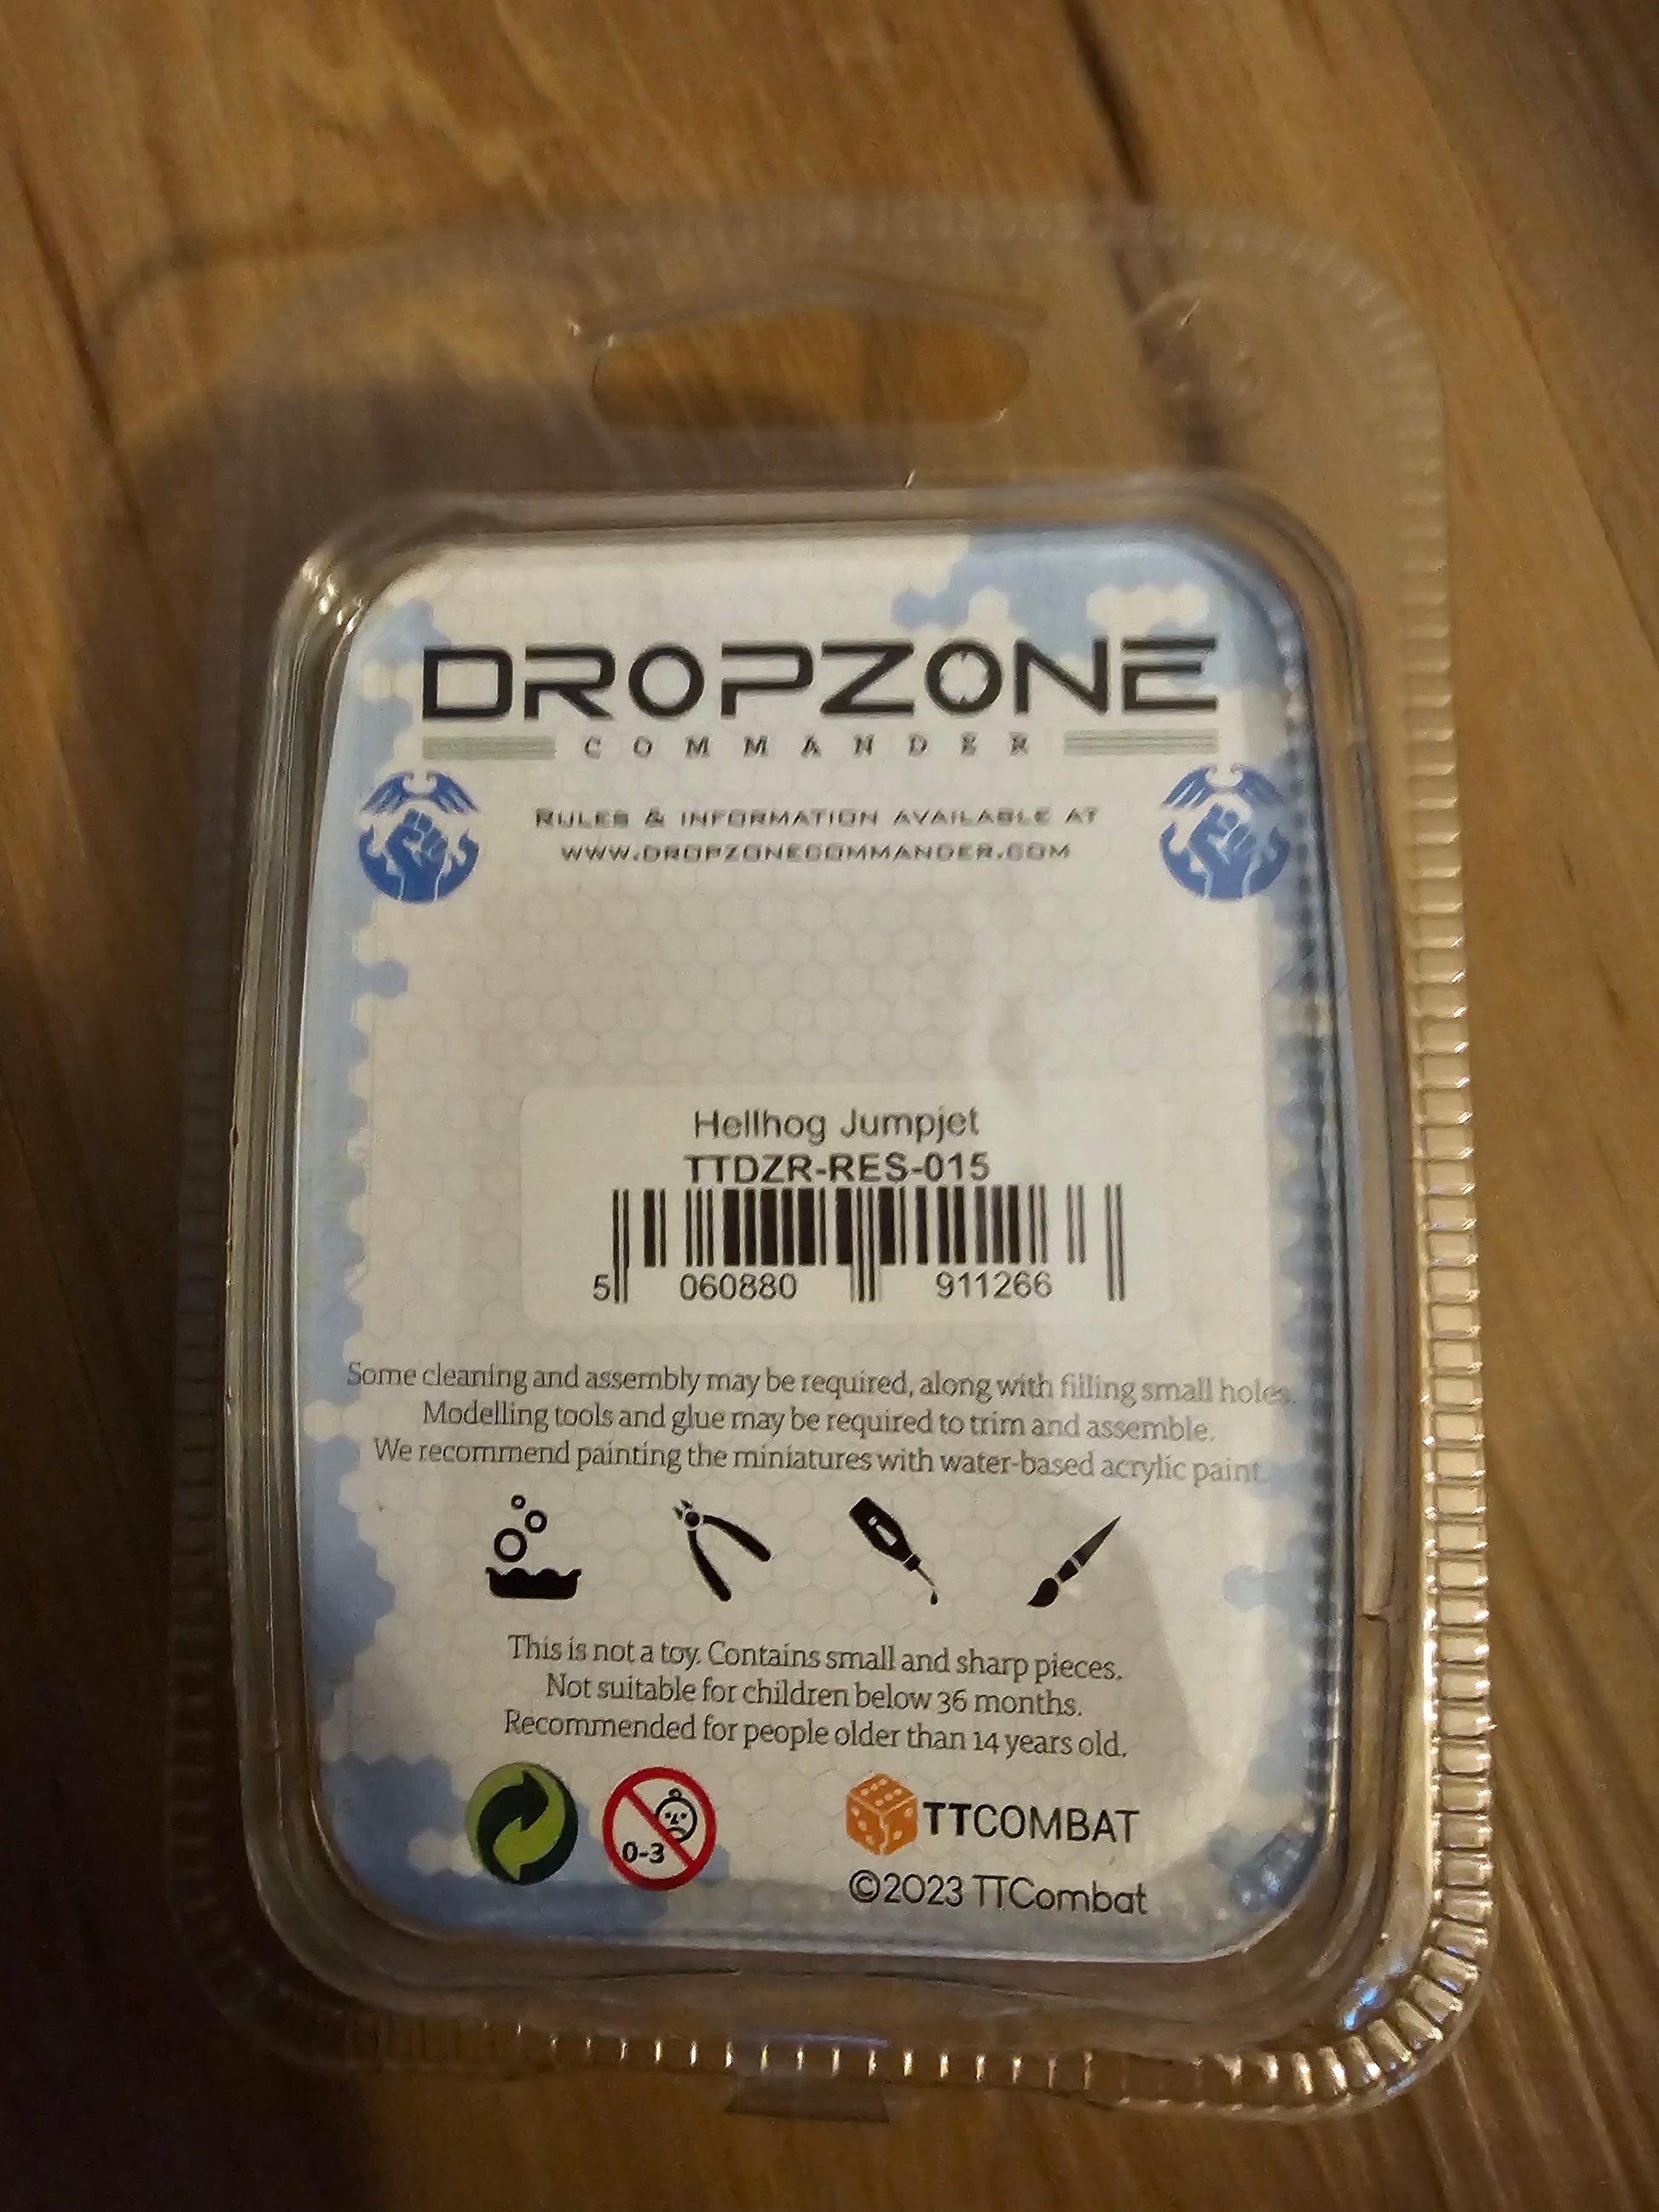 DROPZONE
COMMANDER
RULES & INFORMATION AVAILABLE AT
WWW.DROPZONECOMMANDER.COM
Hellhog Jumpjet
TTDZR-RES-015
5 060880 911266
Some cleaning and assembly may be required, along with filling small holes.
Modelling tools and glue may be required to trim and assemble.
We recommend painting the miniatures with water-based acrylic paint.
This is not a toy. Contains small and sharp pieces.
Not suitable for children below 36 months.
Recommended for people older than 14 years old.
0-3
TTCOMBAT
©2023 TTCombat